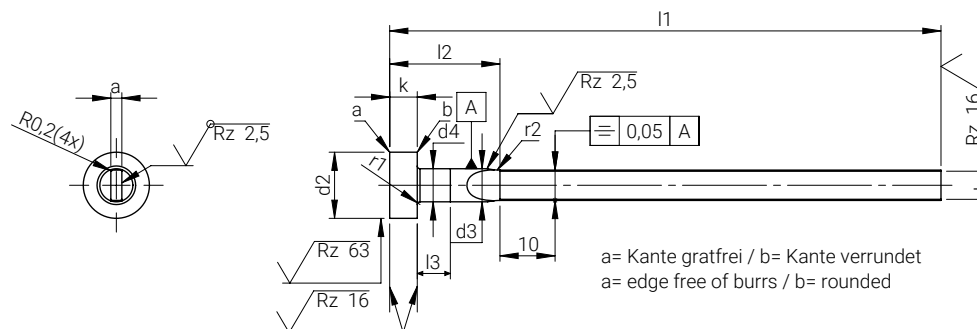 l1
l2
k
Rz 2,5
a
a
b
A
d4
r2
0,05 A
Rz 16
R0,2(4x)
Rz 2,5
r1
d2
d3
10
Rz 63
l3
a= Kante gratfrei / b= Kante verrundet
a= edge free of burrs / b= rounded
Rz 16